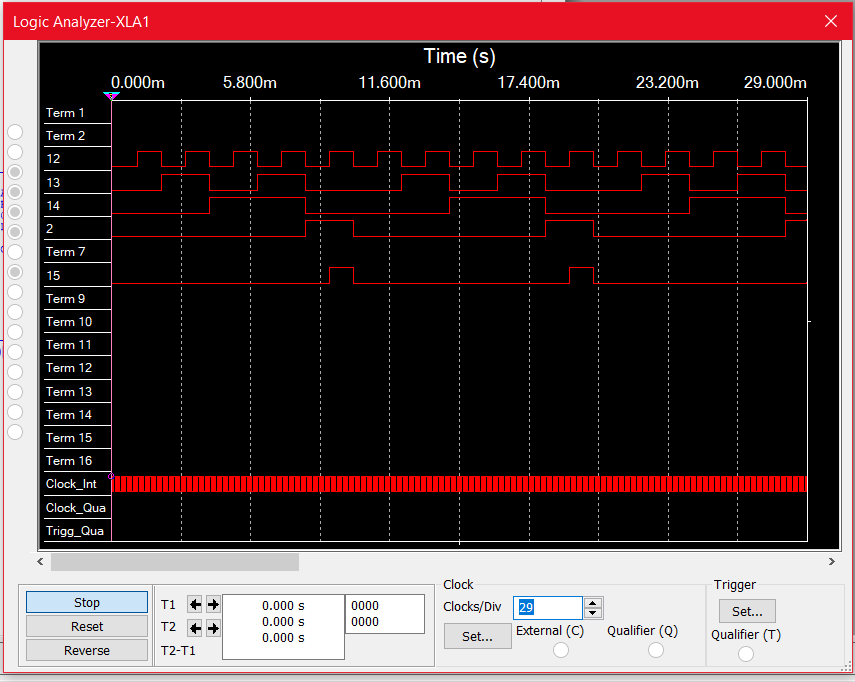 Logic Analyzer-XLA1
Time (s)
0.000m 5.800m 11.600m 17.400m 23.200m 29.000m
Term 1
Term 2
12
13
14
2
Term 7
15
Term 9
Term 10
Term 11
Term 12
Term 13
Term 14
Term 15
Term 16
Clock_Int
Clock_Qua
Trigg_Qua
Stop
Reset
Reverse
T1 0.000 s 0000
T2 0.000 s 0000
T2-T1 0.000 s
Clock
Clocks/Div 29
Set...
External (C)
Qualifier (Q)
Trigger
Set...
Qualifier (T)